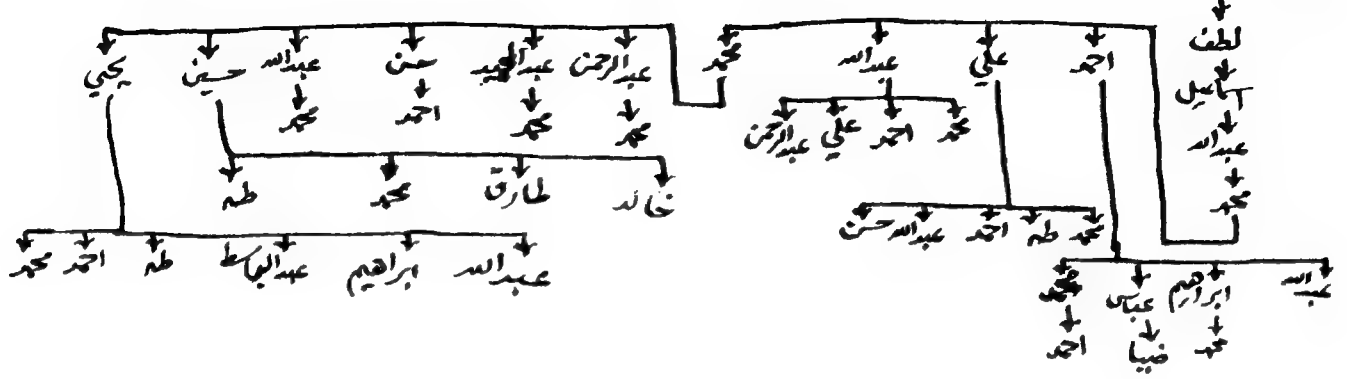 لطف
احمد علي عبدالله محمد عبدالرحمن عبدالمجيد حسن عبدالله حسين يحيي
اسماعيل
محمد احمد علي عبدالرحمن محمد محمد احمد محمد
عبدالله
خالد طارق محمد طه
محمد
محمد طه احمد عبدالله حسن
عبدالله ابراهيم عبدالباسط طه احمد محمد
عبدالله ابراهيم عباس محمد
محمد ضيا احمد